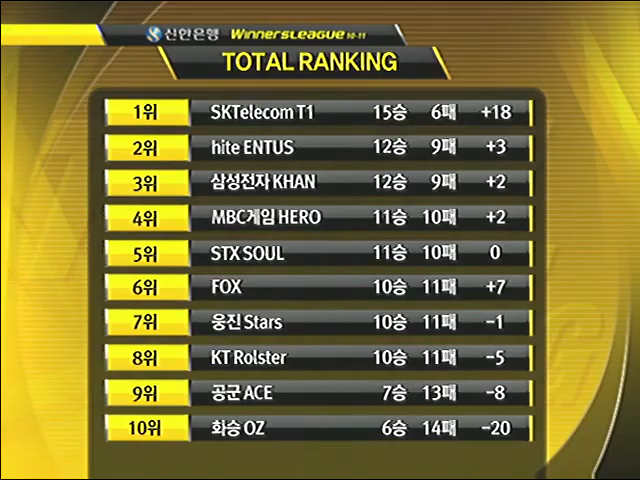 신한은행 WINNERSLEAGUE 10-11
TOTAL RANKING
1위 SKTelecom T1 15승 6패 +18
2위 hite ENTUS 12승 9패 +3
3위 삼성전자 KHAN 12승 9패 +2
4위 MBC게임 HERO 11승 10패 +2
5위 STX SOUL 11승 10패 0
6위 FOX 10승 11패 +7
7위 웅진 Stars 10승 11패 -1
8위 KT Rolster 10승 11패 -5
9위 공군 ACE 7승 13패 -8
10위 화승 OZ 6승 14패 -20